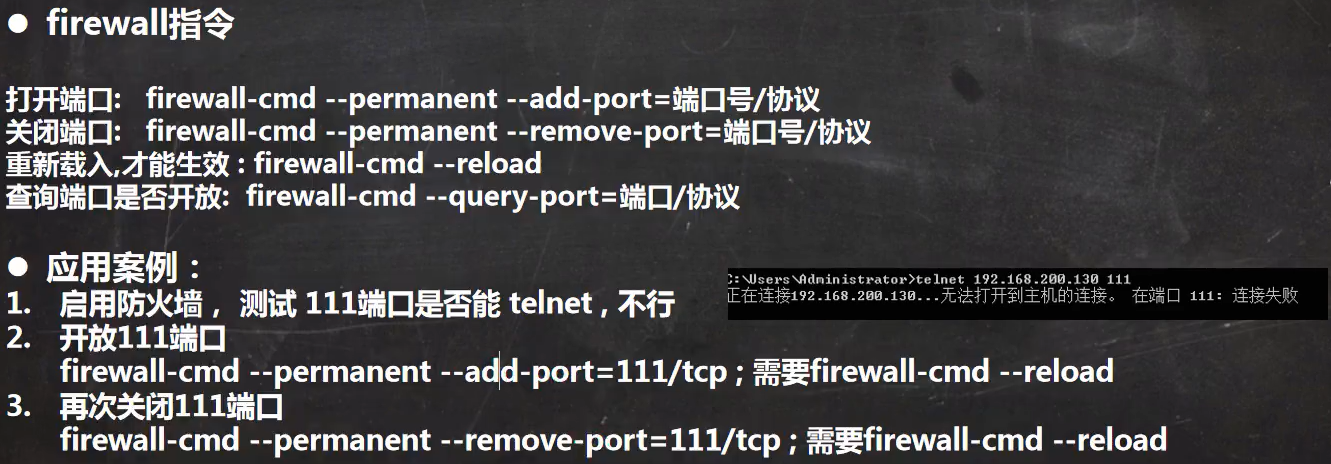 ● firewall指令
打开端口: firewall-cmd --permanent --add-port=端口号/协议
关闭端口: firewall-cmd --permanent --remove-port=端口号/协议
重新载入,才能生效 : firewall-cmd --reload
查询端口是否开放: firewall-cmd --query-port=端口/协议
● 应用案例：
1. 启用防火墙， 测试 111端口是否能 telnet , 不行
C:\Users\Administrator>telnet 192.168.200.130 111
正在连接192.168.200.130...无法打开到主机的连接。 在端口 111: 连接失败
2. 开放111端口
firewall-cmd --permanent --add-port=111/tcp ; 需要firewall-cmd --reload
3. 再次关闭111端口
firewall-cmd --permanent --remove-port=111/tcp ; 需要firewall-cmd --reload